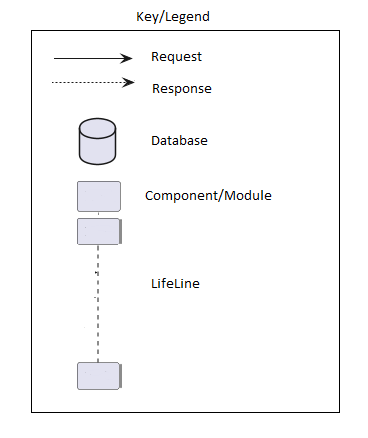 Key/Legend
Request
Response
Database
Component/Module
LifeLine